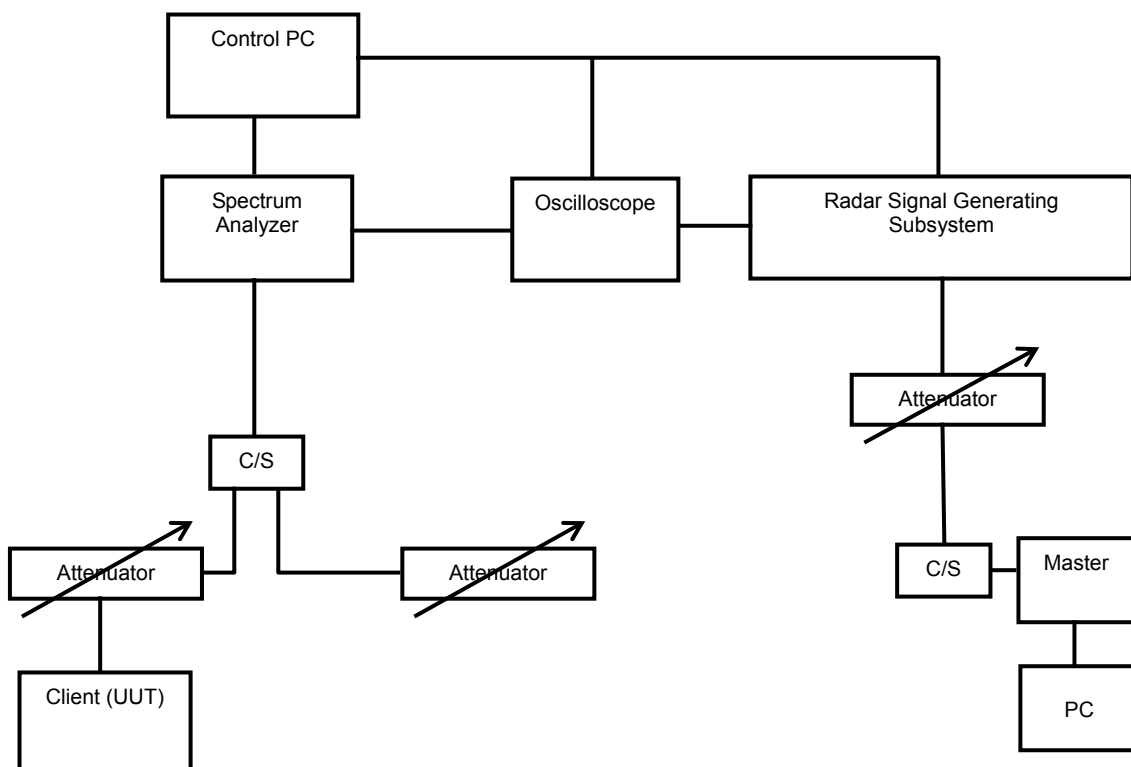 Control PC
Spectrum
Analyzer
Oscilloscope
Radar Signal Generating
Subsystem
Attenuator
C/S
Attenuator
Attenuator
C/S
Master
Client (UUT)
PC